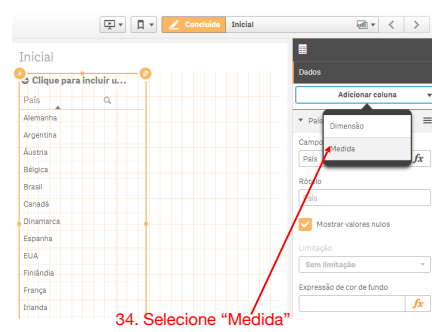 Concluído Inicial
Inicial
Clique para incluir u...
País
Alemanha
Argentina
Áustria
Bélgica
Brasil
Canadá
Dinamarca
Espanha
EUA
Finlândia
França
Irlanda
Dados
Adicionar coluna
País
Dimensão
Medida
Campo
País fx
Rótulo
País
Mostrar valores nulos
Limitação
Sem limitação
Expressão de cor de fundo
fx
34. Selecione “Medida”